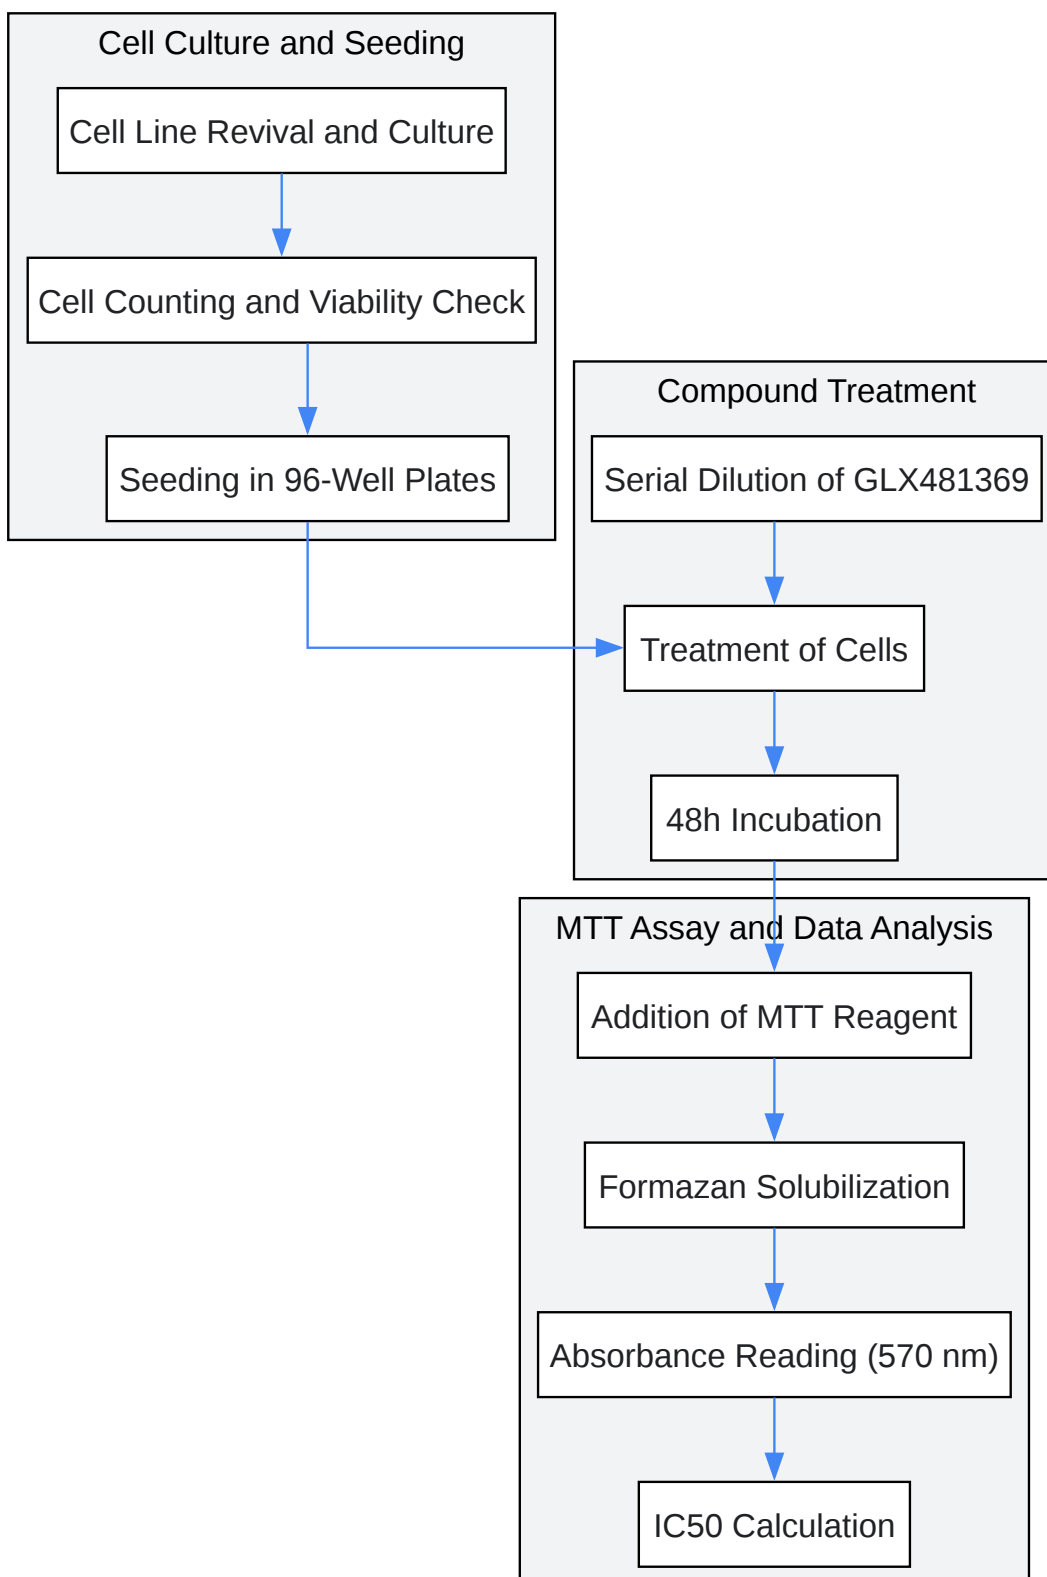 Cell Culture and Seeding
Cell Line Revival and Culture
Cell Counting and Viability Check
Seeding in 96-Well Plates
Compound Treatment
Serial Dilution of GLX481369
Treatment of Cells
48h Incubation
MTT Assay and Data Analysis
Addition of MTT Reagent
Formazan Solubilization
Absorbance Reading (570 nm)
IC50 Calculation